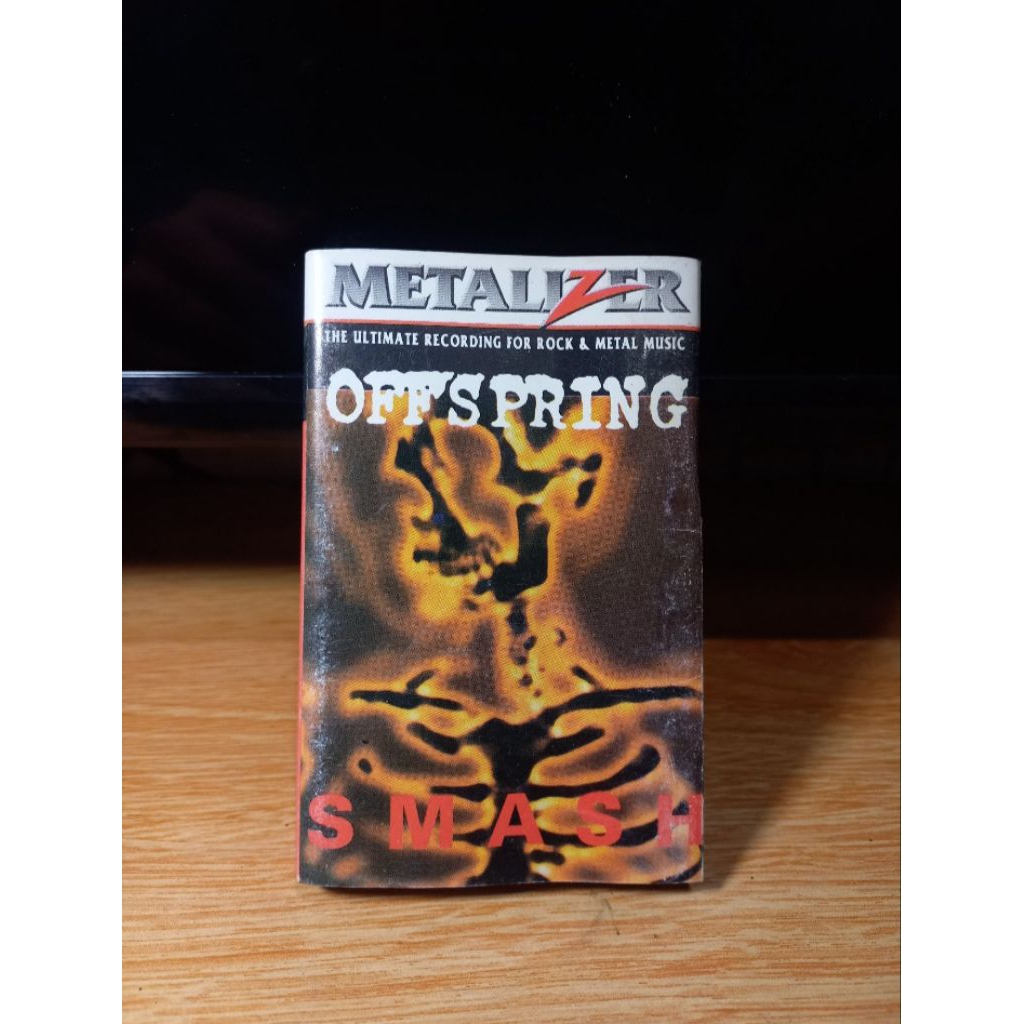 METALIZER
THE ULTIMATE RECORDING FOR ROCK & METAL MUSIC
OFFSPRING
SMASH